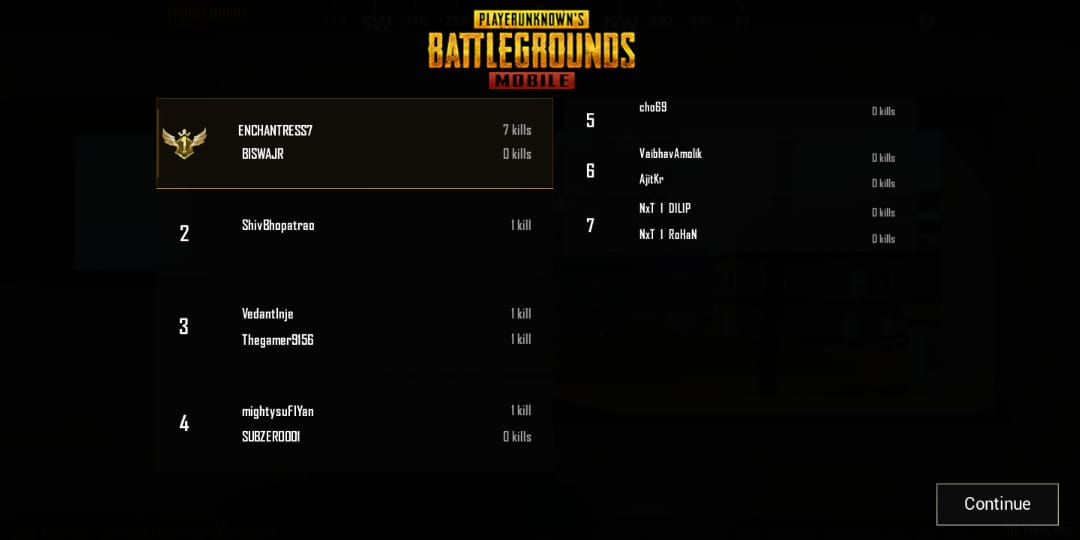 PLAYERUNKNOWN'S
BATTLEGROUNDS
MOBILE
ENCHANTRESS7 7 kills
BISWAJR 0 kills
2 ShivBhopatrao 1 kill
3
VedantInje 1 kill
Thegamer9156 1 kill
4
mightysuFIYan 1 kill
SUBZERO001 0 kills
5 cho69 0 kills
6
VaibhavAmolik 0 kills
AjitKr 0 kills
7
NxT | DILIP 0 kills
NxT | RoHaN 0 kills
Continue